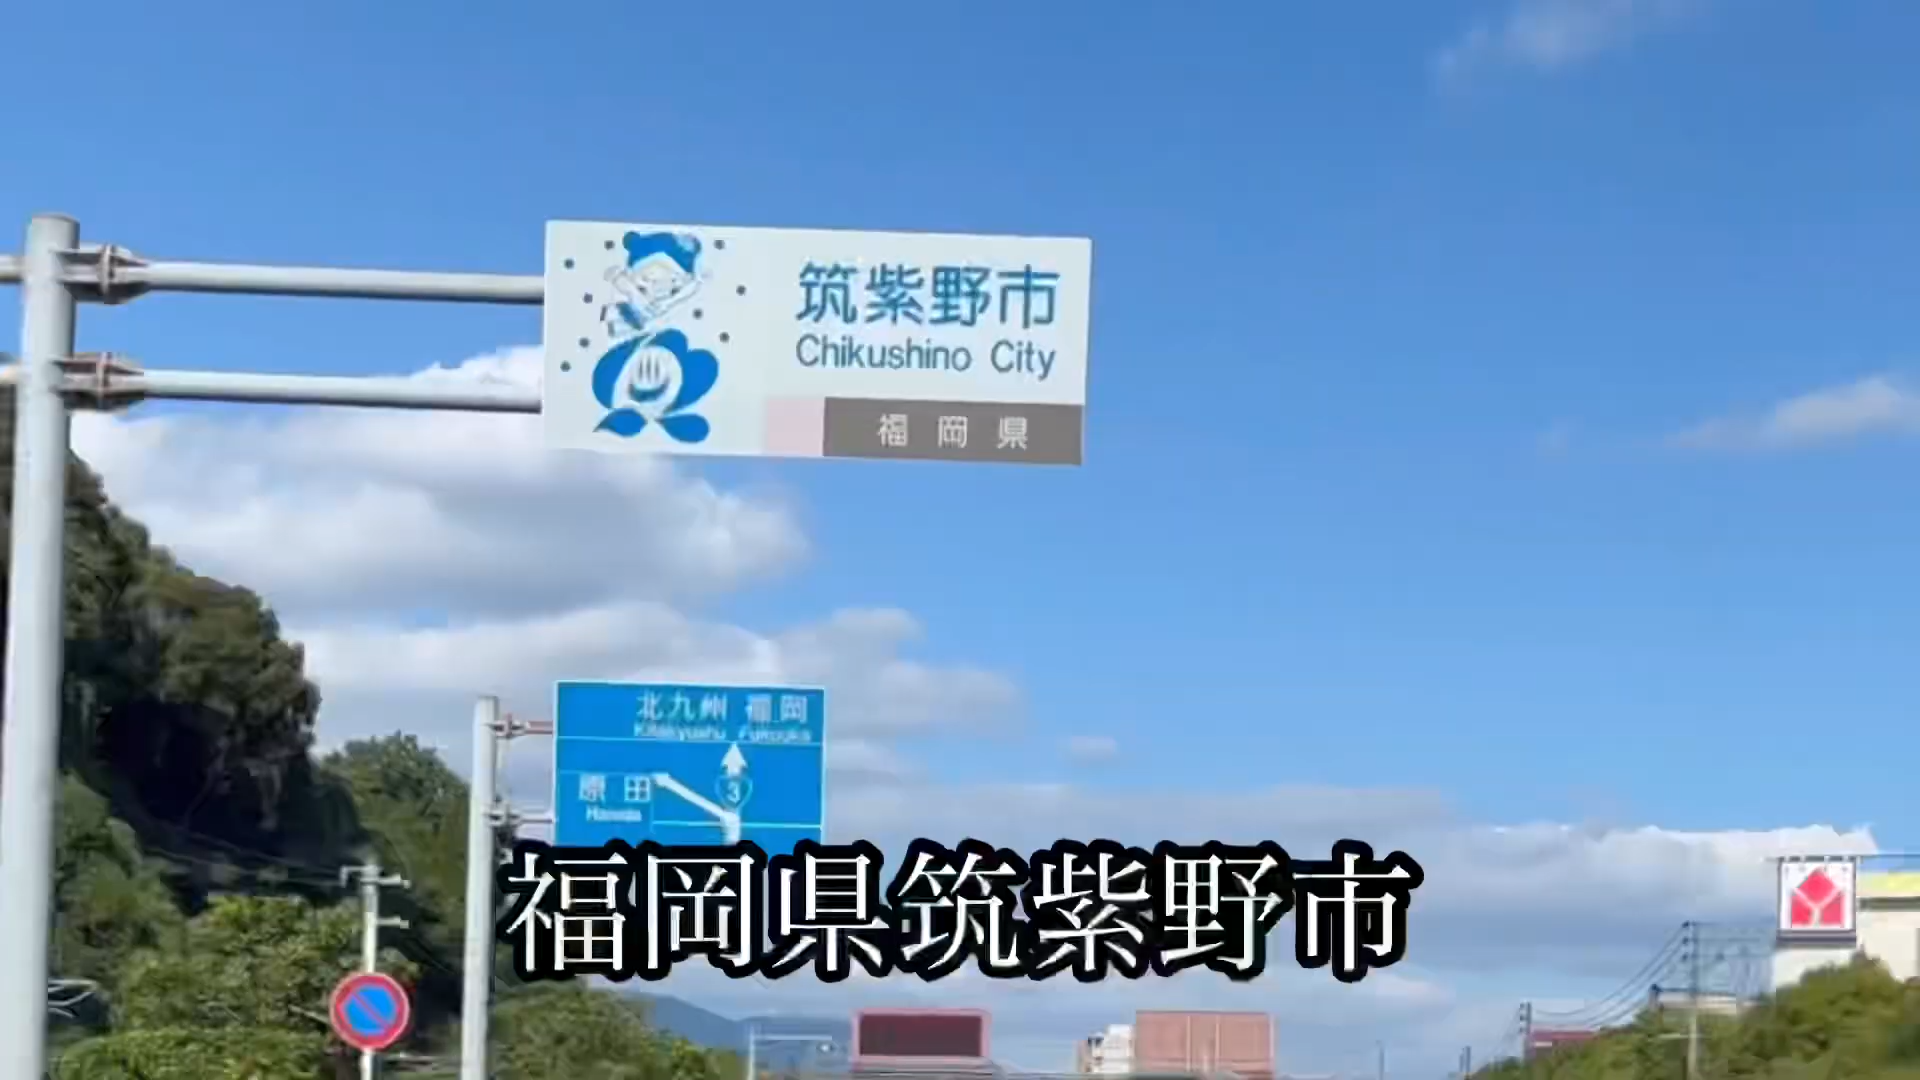 筑紫野市
Chikushino City
福岡県
北九州 福岡
Kitakyushu Fukuoka
原田
3
福岡県筑紫野市